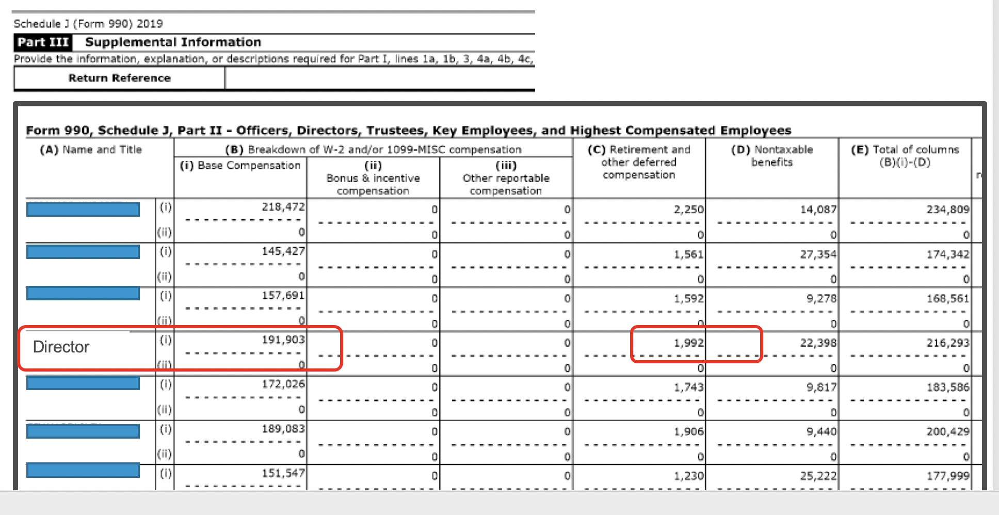 Schedule J (Form 990) 2019
Part III Supplemental Information
Provide the information, explanation, or descriptions required for Part I, lines 1a, 1b, 3, 4a, 4b, 4c,
Return Reference
Form 990, Schedule J, Part II - Officers, Directors, Trustees, Key Employees, and Highest Compensated Employees
(A) Name and Title (B) Breakdown of W-2 and/or 1099-MISC compensation (C) Retirement and other deferred compensation (D) Nontaxable benefits (E) Total of columns (B)(i)-(D)
(i) Base Compensation (ii) Bonus & incentive compensation (iii) Other reportable compensation
(i) 218,472 0 0 2,250 14,087 234,809
(ii) 0 0 0 0 0 0
(i) 145,427 0 0 1,561 27,354 174,342
(ii) 0 0 0 0 0 0
(i) 157,691 0 0 1,592 9,278 168,561
(ii) 0 0 0 0 0 0
Director (i) 191,903 0 0 1,992 22,398 216,293
(ii) 0 0 0 0 0 0
(i) 172,026 0 0 1,743 9,817 183,586
(ii) 0 0 0 0 0 0
(i) 189,083 0 0 1,906 9,440 200,429
(ii) 0 0 0 0 0 0
(i) 151,547 0 0 1,230 25,222 177,999